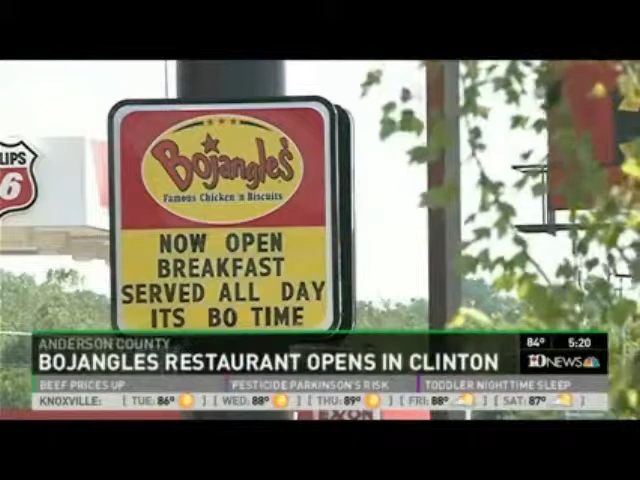 Bojangles'
Famous Chicken 'n Biscuits
NOW OPEN
BREAKFAST
SERVED ALL DAY
ITS BO TIME
LIPS
66
ANDERSON COUNTY
84° 5:20
BOJANGLES RESTAURANT OPENS IN CLINTON
10NEWS
BEEF PRICES UP PESTICIDE PARKINSON'S RISK TODDLER NIGHTTIME SLEEP
KNOXVILLE: [ TUE: 86° ] [ WED: 88° ] [ THU: 89° ] [ FRI: 88° ] [ SAT: 87° ]
EXXON